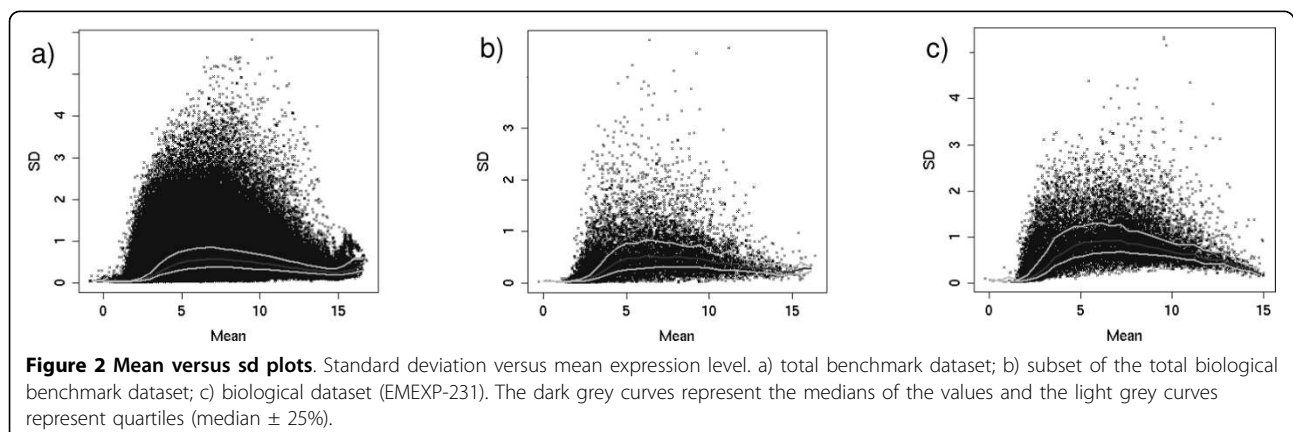 a)
b)
c)
4
3
2
1
0
SD
0 5 10 15
Mean
3
2
1
0
SD
0 5 10 15
Mean
4
3
2
1
0
SD
0 5 10 15
Mean
Figure 2 Mean versus sd plots. Standard deviation versus mean expression level. a) total benchmark dataset; b) subset of the total biological
benchmark dataset; c) biological dataset (EMEXP-231). The dark grey curves represent the medians of the values and the light grey curves
represent quartiles (median ± 25%).